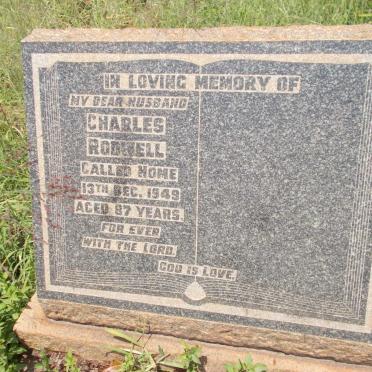 IN LOVING MEMORY OF
MY DEAR HUSBAND
CHARLES
RODWELL
CALLED HOME
13TH DEC. 1949
AGED 87 YEARS.
FOR EVER
WITH THE LORD.
GOD IS LOVE.